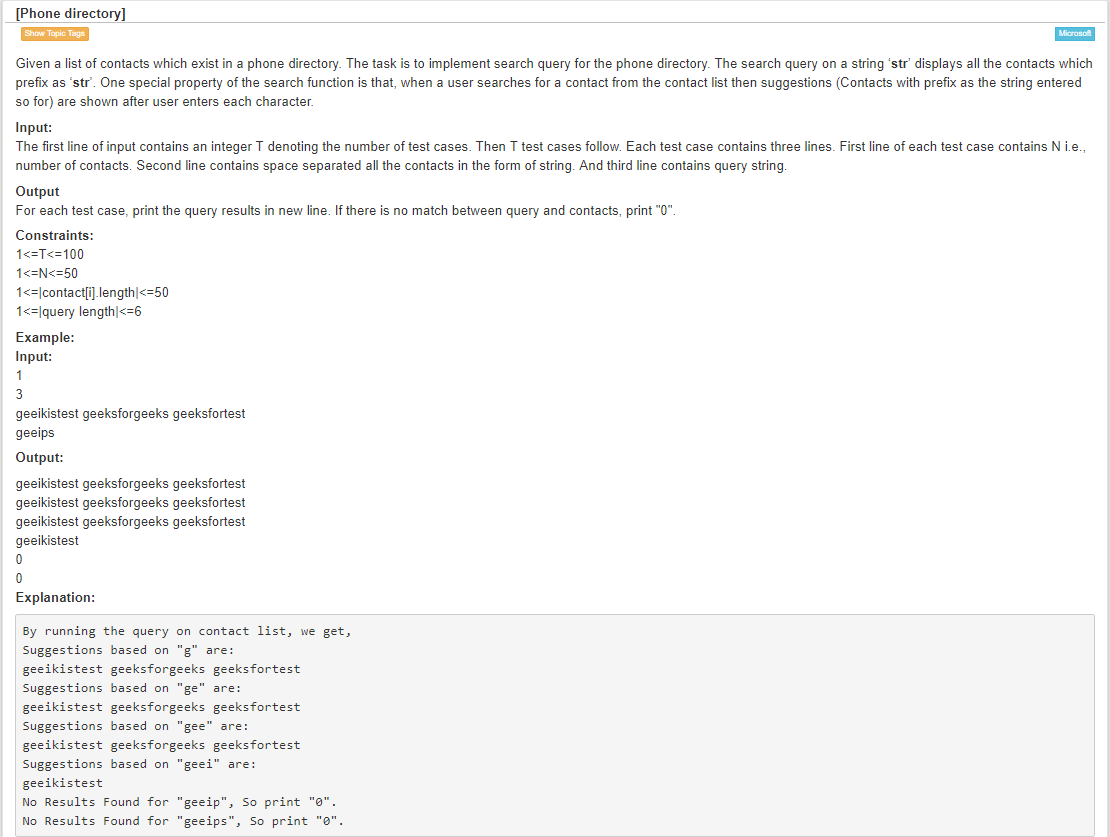 [Phone directory]
Show Topic Tags
Microsoft
Given a list of contacts which exist in a phone directory. The task is to implement search query for the phone directory. The search query on a string 'str' displays all the contacts which
prefix as 'str'. One special property of the search function is that, when a user searches for a contact from the contact list then suggestions (Contacts with prefix as the string entered
so for) are shown after user enters each character.
Input:
The first line of input contains an integer T denoting the number of test cases. Then T test cases follow. Each test case contains three lines. First line of each test case contains N i.e.,
number of contacts. Second line contains space separated all the contacts in the form of string. And third line contains query string.
Output
For each test case, print the query results in new line. If there is no match between query and contacts, print "0".
Constraints:
1<=T<=100
1<=N<=50
1<=|contact[i].length|<=50
1<=|query length|<=6
Example:
Input:
1
3
geeikistest geeksforgeeks geeksfortest
geeips
Output:
geeikistest geeksforgeeks geeksfortest
geeikistest geeksforgeeks geeksfortest
geeikistest geeksforgeeks geeksfortest
geeikistest
0
0
Explanation:
By running the query on contact list, we get,
Suggestions based on "g" are:
geeikistest geeksforgeeks geeksfortest
Suggestions based on "ge" are:
geeikistest geeksforgeeks geeksfortest
Suggestions based on "gee" are:
geeikistest geeksforgeeks geeksfortest
Suggestions based on "geei" are:
geeikistest
No Results Found for "geeip", So print "0".
No Results Found for "geeips", So print "0".